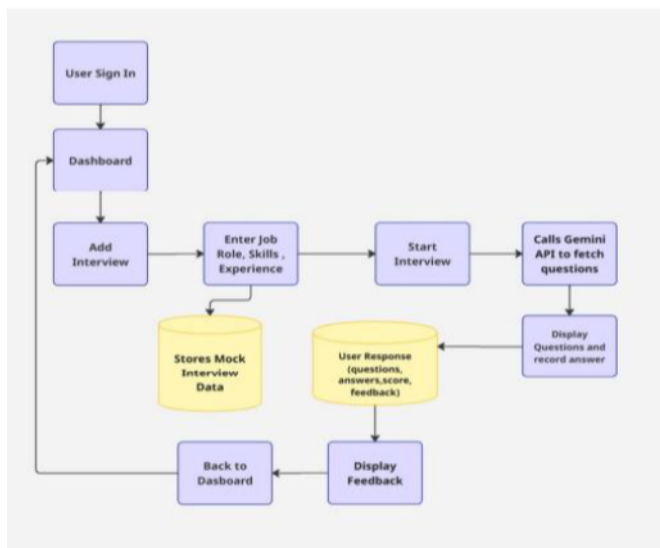 User Sign In
Dashboard
Add
Interview
Enter Job
Role, Skills ,
Experience
Start
Interview
Calls Gemini
API to fetch
questions
Display
Questions and
record answer
Stores Mock
Interview
Data
User Response
(questions,
answers,score,
feedback)
Back to
Dasboard
Display
Feedback